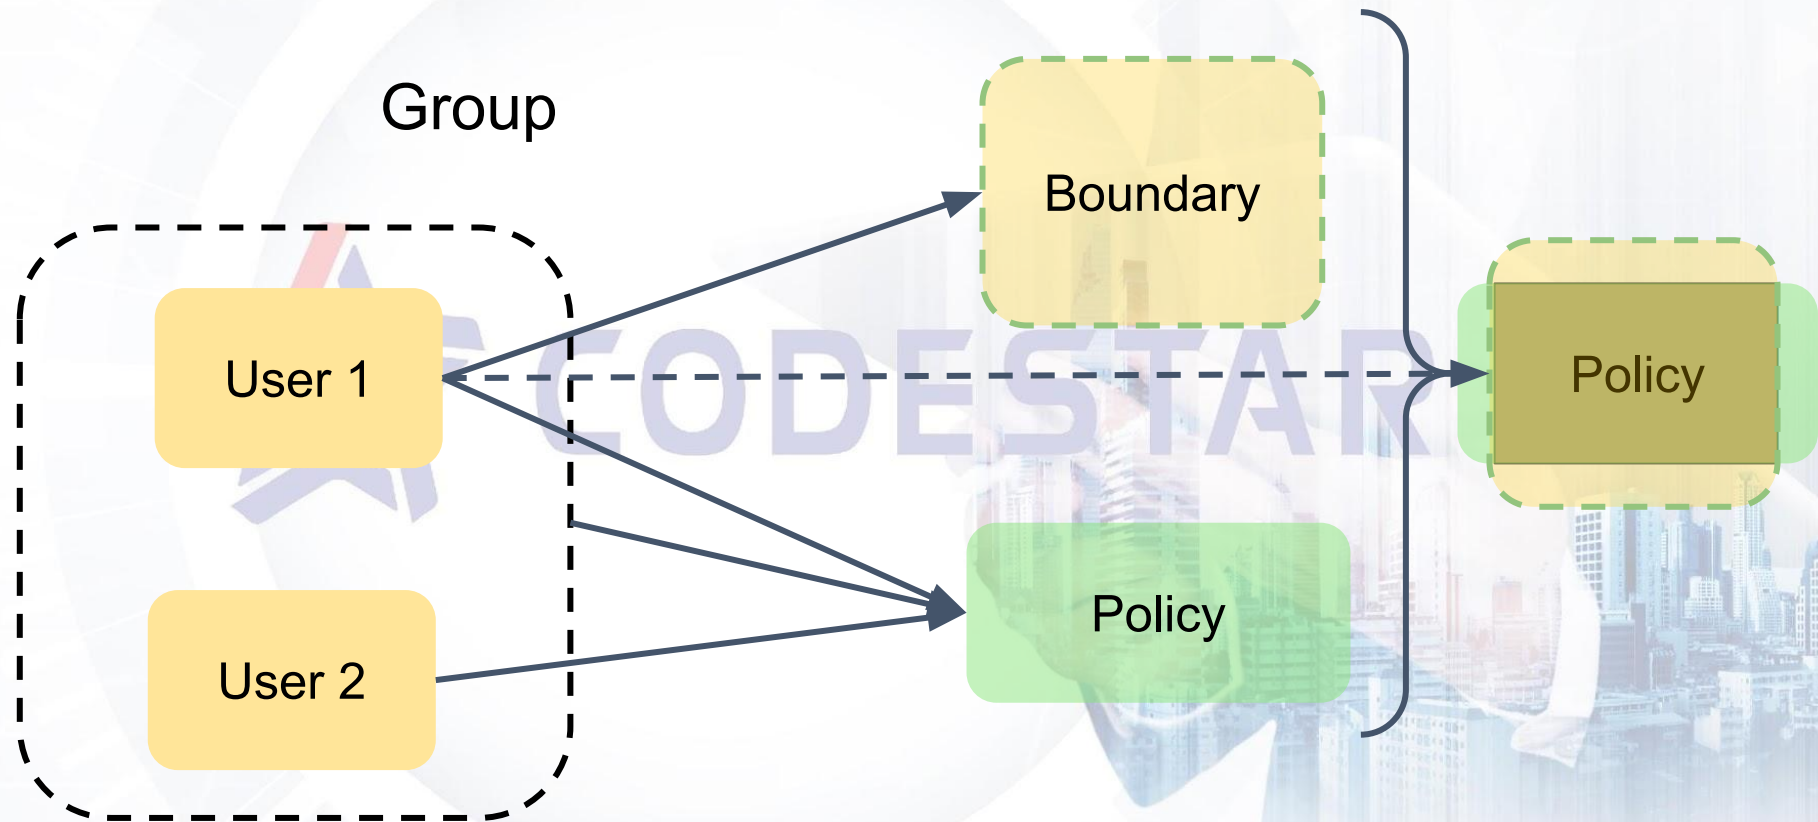 Group
Boundary
User 1
CODESTAR
Policy
Policy
User 2